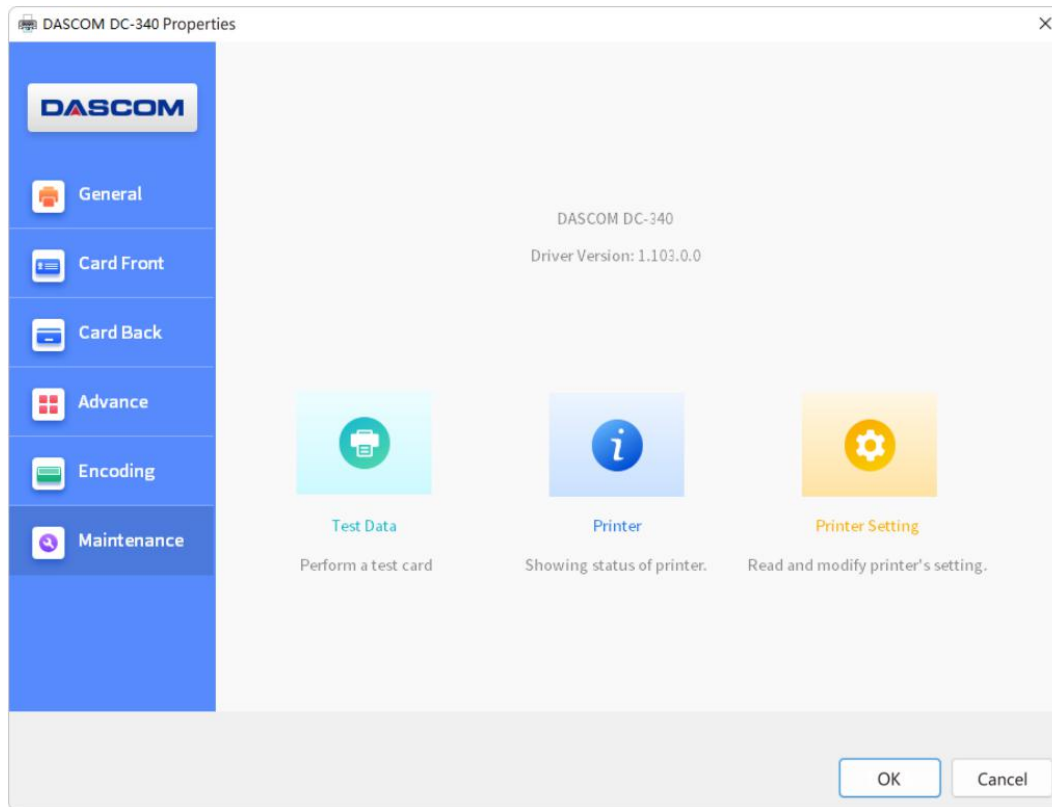 DASCOM DC-340 Properties
DASCOM
General
Card Front
Card Back
Advance
Encoding
Maintenance
DASCOM DC-340
Driver Version: 1.103.0.0
Test Data
Perform a test card
Printer
Showing status of printer.
Printer Setting
Read and modify printer's setting.
OK
Cancel